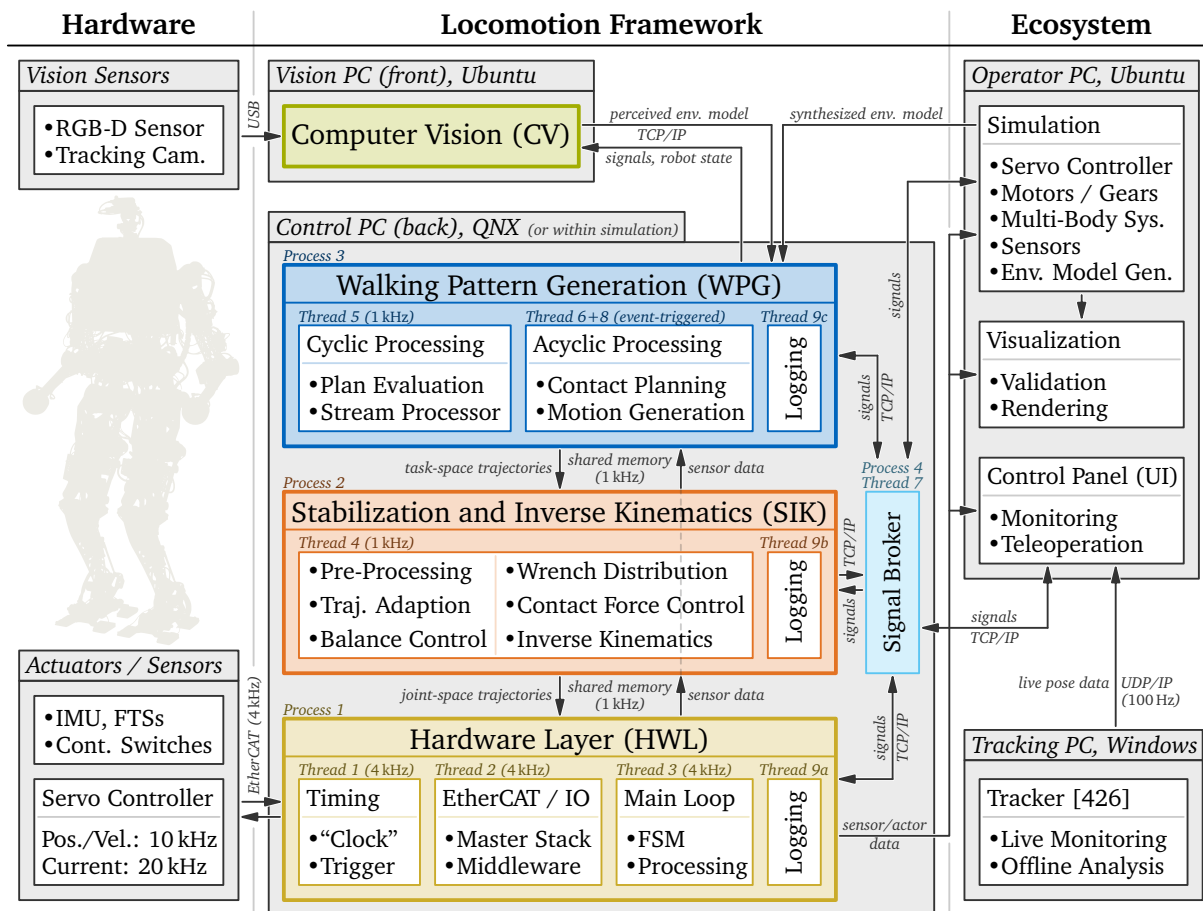 Hardware
Locomotion Framework
Ecosystem
Vision Sensors
•RGB-D Sensor
•Tracking Cam.
USB
Vision PC (front), Ubuntu
Computer Vision (CV)
perceived env. model
TCP/IP
signals, robot state
synthesized env. model
Operator PC, Ubuntu
Simulation
•Servo Controller
•Motors / Gears
•Multi-Body Sys.
•Sensors
•Env. Model Gen.
Visualization
•Validation
•Rendering
Control Panel (UI)
•Monitoring
•Teleoperation
Control PC (back), QNX (or within simulation)
Process 3
Walking Pattern Generation (WPG)
Thread 5 (1 kHz)
Cyclic Processing
•Plan Evaluation
•Stream Processor
Thread 6+8 (event-triggered)
Acyclic Processing
•Contact Planning
•Motion Generation
Thread 9c
Logging
signals
TCP/IP
signals
task-space trajectories
shared memory
(1 kHz)
sensor data
Process 2
Stabilization and Inverse Kinematics (SIK)
Thread 4 (1 kHz)
•Pre-Processing
•Traj. Adaption
•Balance Control
•Wrench Distribution
•Contact Force Control
•Inverse Kinematics
Thread 9b
Logging
TCP/IP
signals
Process 4
Thread 7
Signal Broker
signals
TCP/IP
joint-space trajectories
shared memory
(1 kHz)
sensor data
Process 1
Hardware Layer (HWL)
Thread 1 (4 kHz)
Timing
•“Clock”
•Trigger
Thread 2 (4 kHz)
EtherCAT / IO
•Master Stack
•Middleware
Thread 3 (4 kHz)
Main Loop
•FSM
•Processing
Thread 9a
Logging
signals
TCP/IP
sensor/actor
data
Actuators / Sensors
•IMU, FTSs
•Cont. Switches
Servo Controller
Pos./Vel.: 10 kHz
Current: 20 kHz
EtherCAT (4 kHz)
live pose data
UDP/IP
(100 Hz)
Tracking PC, Windows
Tracker [426]
•Live Monitoring
•Offline Analysis